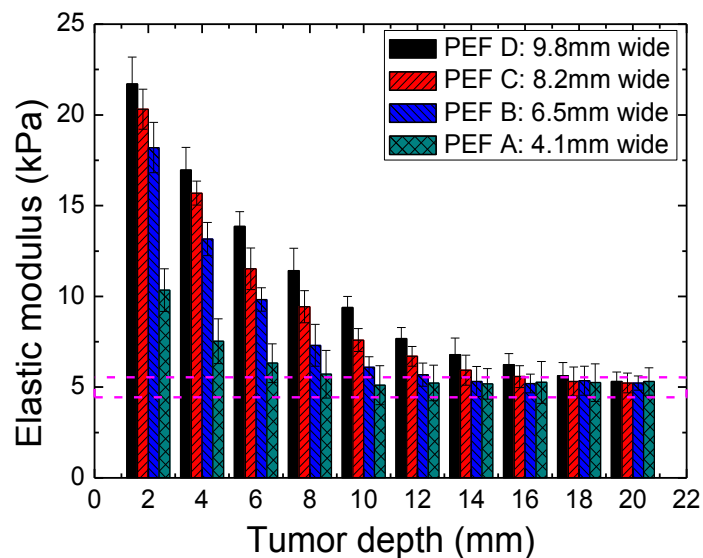 25
20
15
10
5
0
Elastic modulus (kPa)
PEF D: 9.8mm wide
PEF C: 8.2mm wide
PEF B: 6.5mm wide
PEF A: 4.1mm wide
0 2 4 6 8 10 12 14 16 18 20 22
Tumor depth (mm)